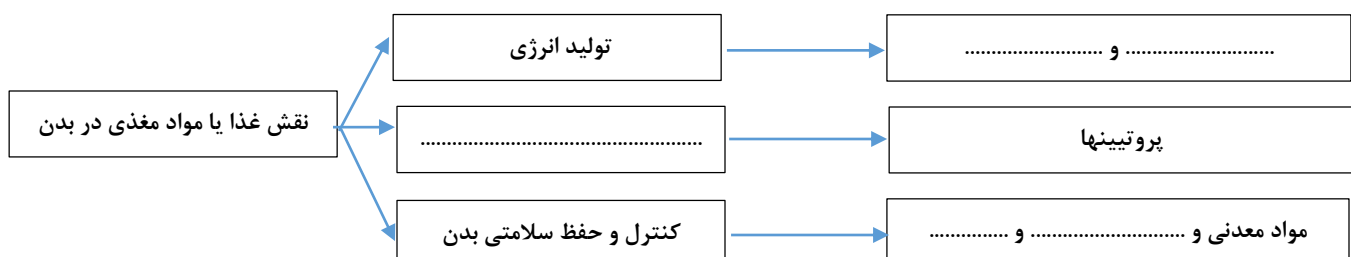 نقش غذا یا مواد مغذی در بدن
تولید انرژی
............................ و ..........................
.....................................................
پروتیینها
کنترل و حفظ سلامتی بدن
مواد معدنی و ............................. و ...............